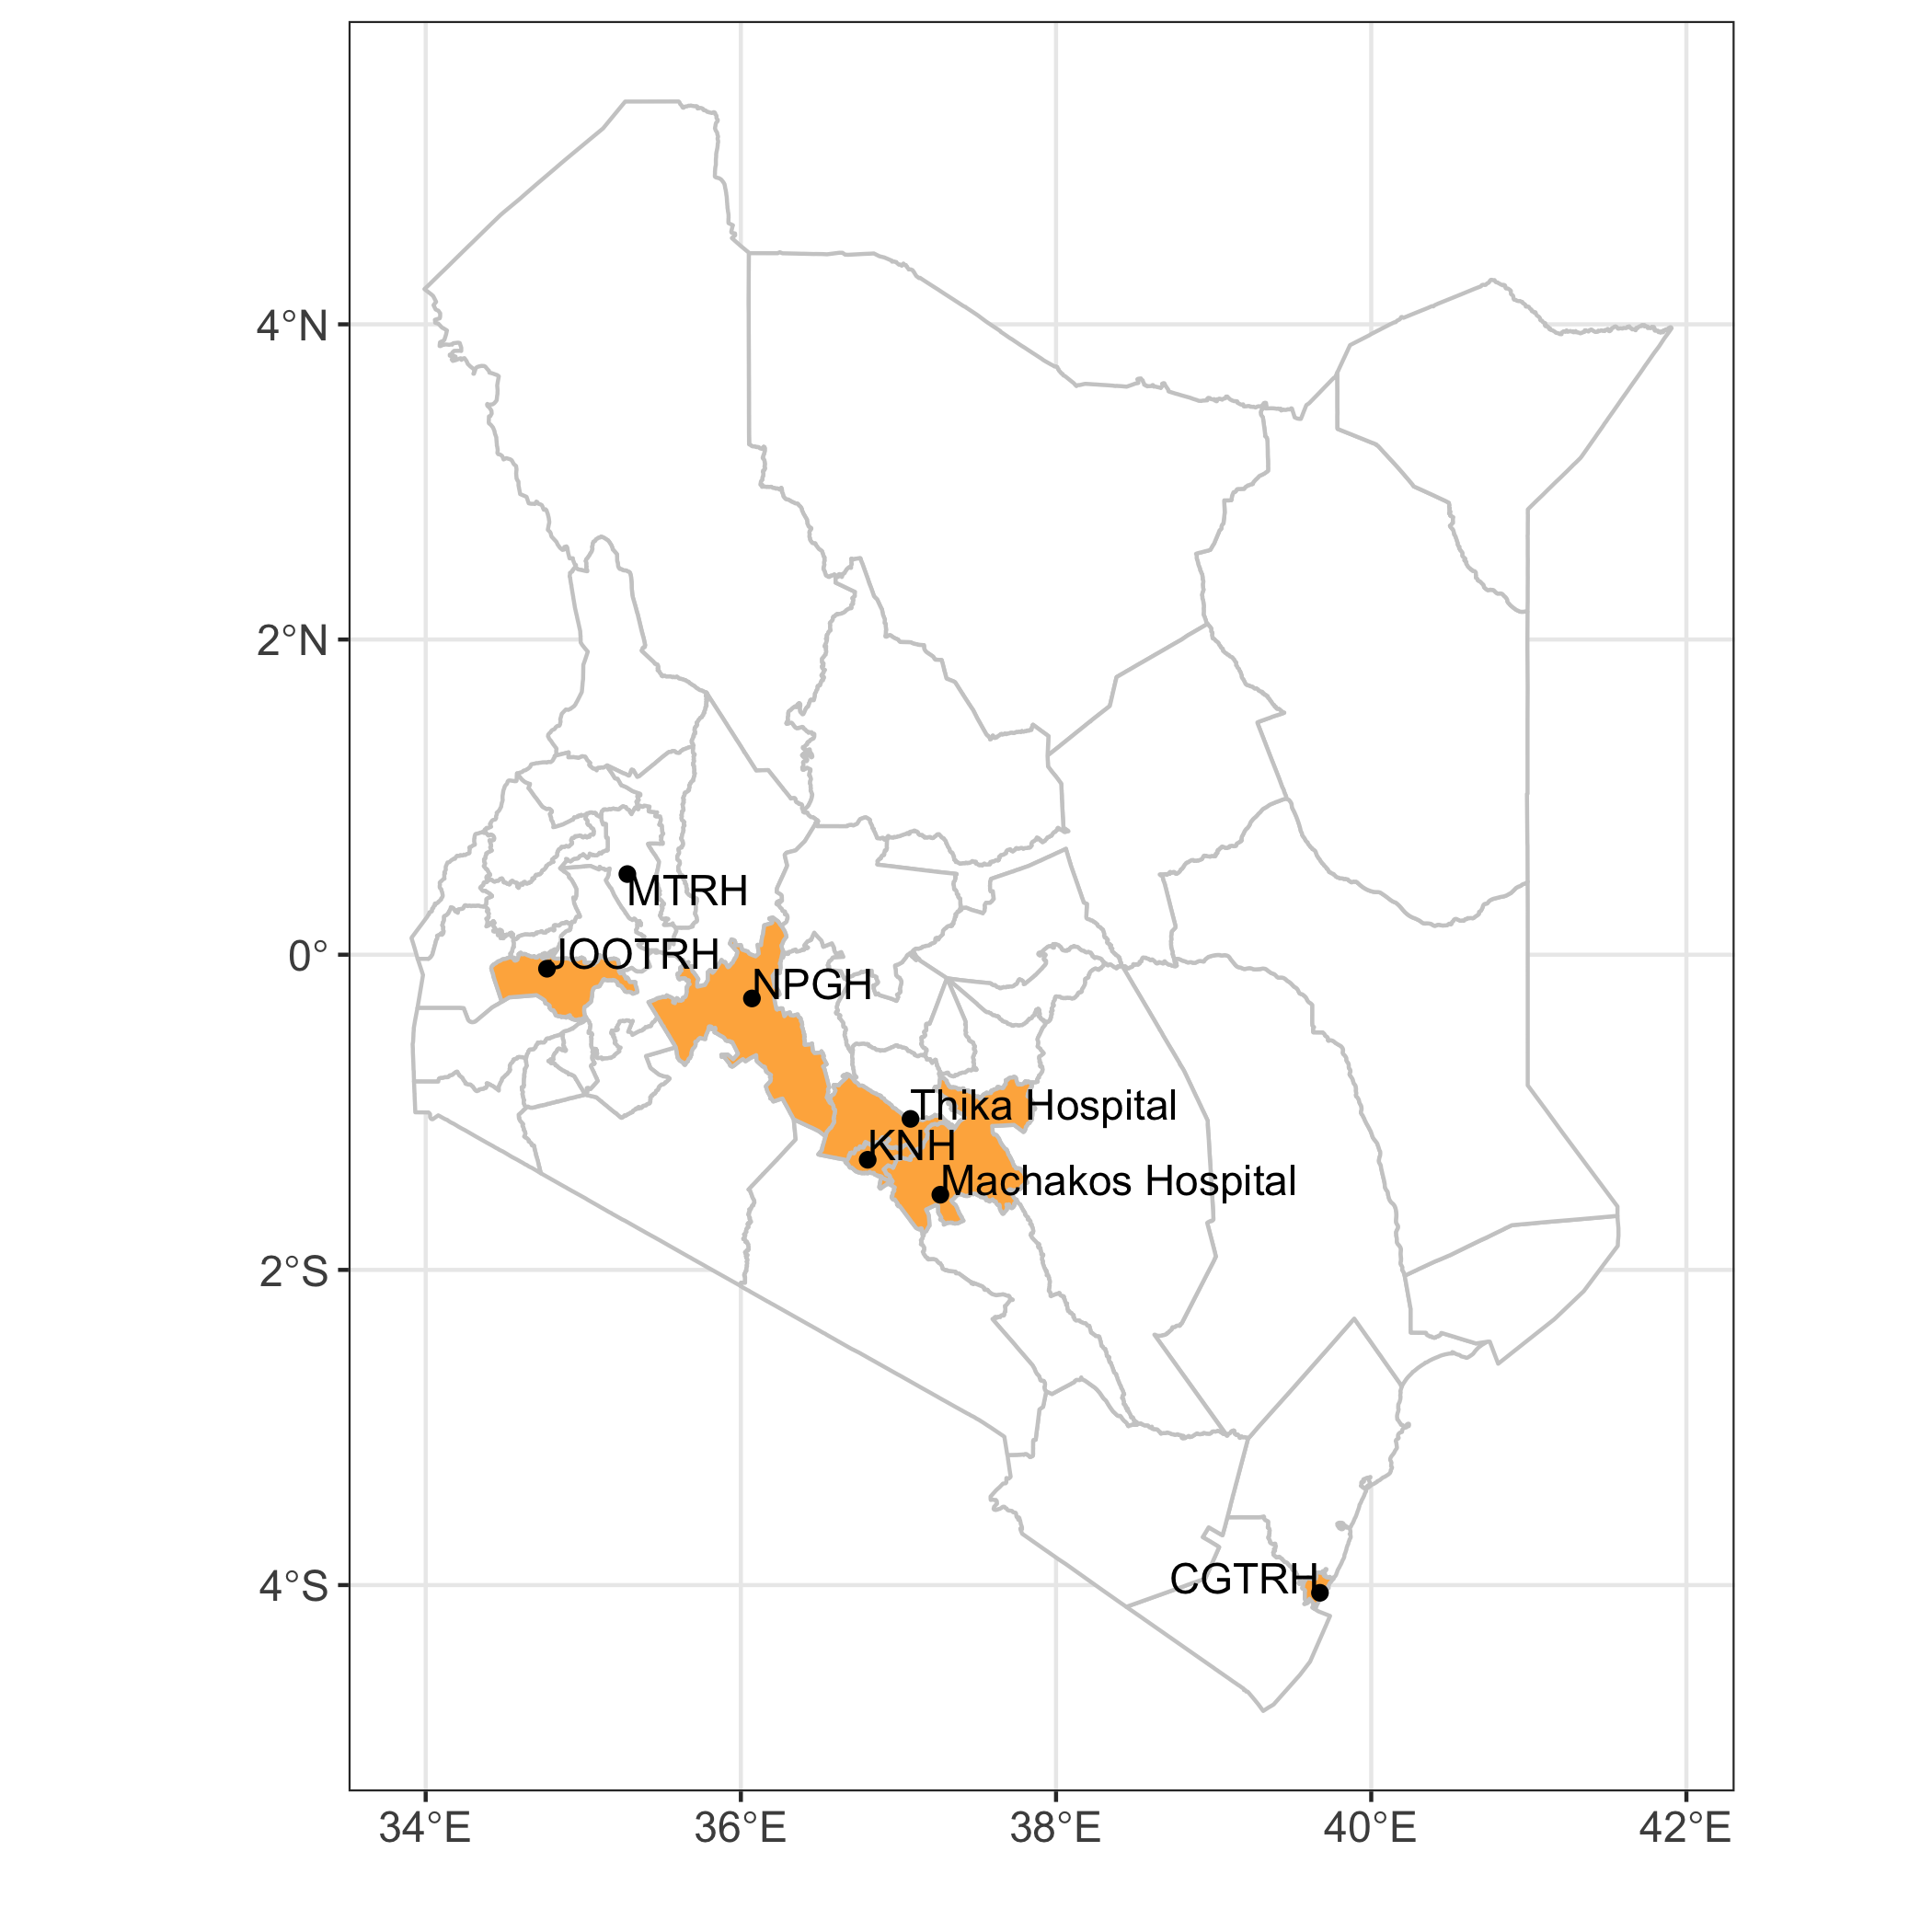 4°N
2°N
MTRH
0°
JOOTRH
NPGH
Thika Hospital
KNH
Machakos Hospital
2°S
CGTRH
4°S
34°E
36°E
38°E
40°E
42°E